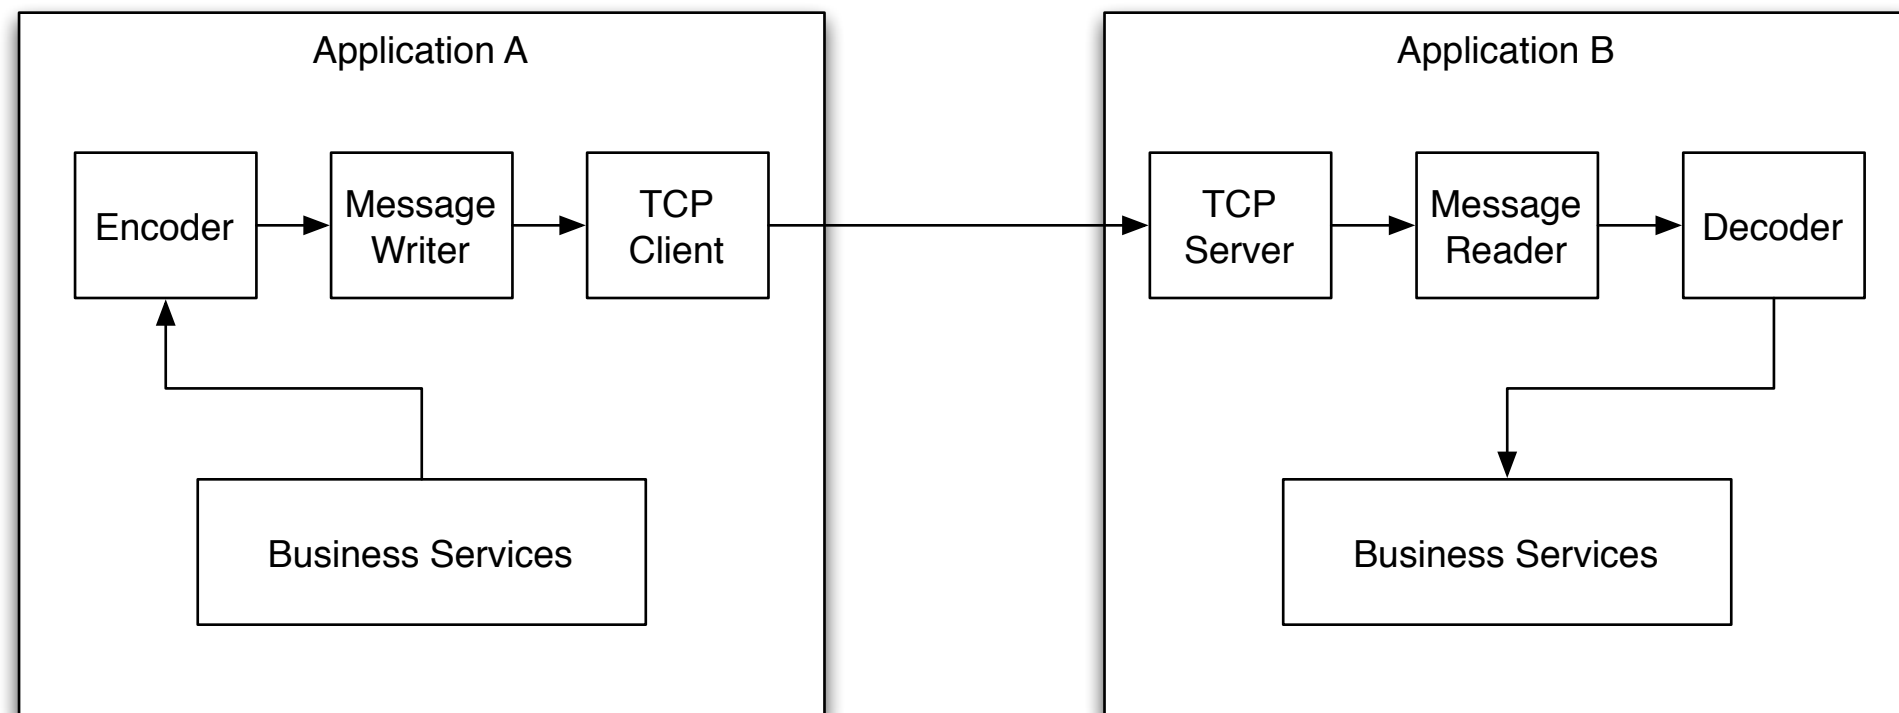 Application A
Encoder
Message
Writer
TCP
Client
Business Services
Application B
TCP
Server
Message
Reader
Decoder
Business Services